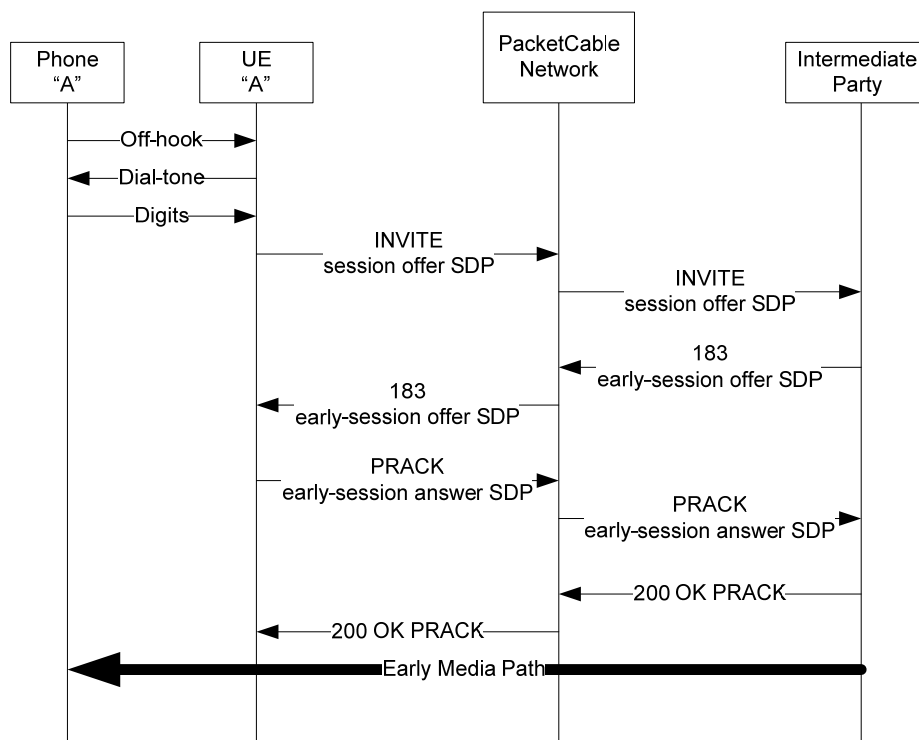 Phone
“A”
UE
“A”
PacketCable
Network
Intermediate
Party
Off-hook
Dial-tone
Digits
INVITE
session offer SDP
INVITE
session offer SDP
183
early-session offer SDP
183
early-session offer SDP
PRACK
early-session answer SDP
PRACK
early-session answer SDP
200 OK PRACK
200 OK PRACK
Early Media Path